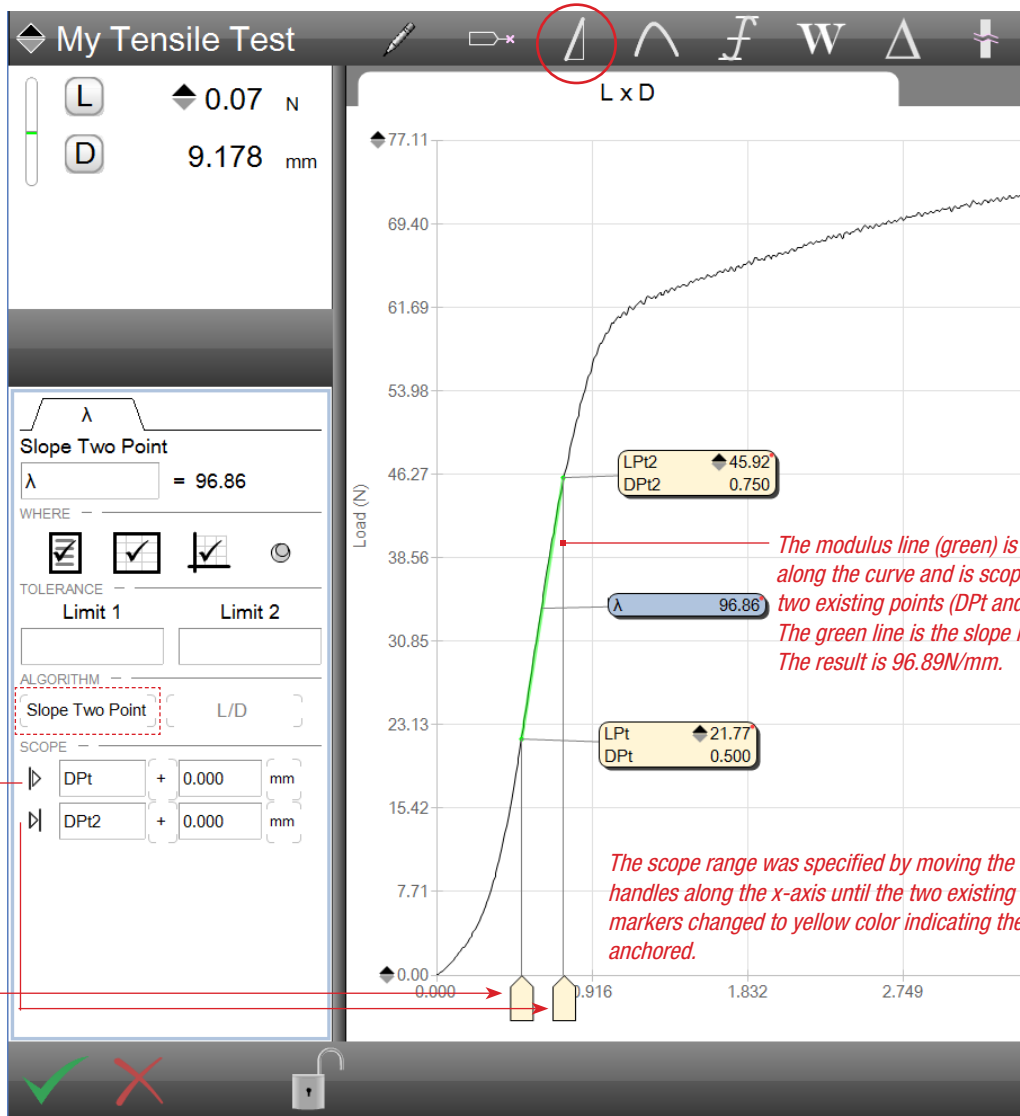 My Tensile Test
W
L 0.07 N
D 9.178 mm
L x D
77.11
69.40
61.69
53.98
46.27
38.56
30.85
23.13
15.42
7.71
0.00
Load (N)
0.000 0.916 1.832 2.749
λ
Slope Two Point
λ = 96.86
WHERE
TOLERANCE
Limit 1 Limit 2
ALGORITHM
Slope Two Point L/D
SCOPE
DPt + 0.000 mm
DPt2 + 0.000 mm
LPt2 45.92
DPt2 0.750
λ 96.86
LPt 21.77
DPt 0.500
The modulus line (green) is
along the curve and is scop
two existing points (DPt and
The green line is the slope
The result is 96.89N/mm.
The scope range was specified by moving the
handles along the x-axis until the two existing
markers changed to yellow color indicating the
anchored.